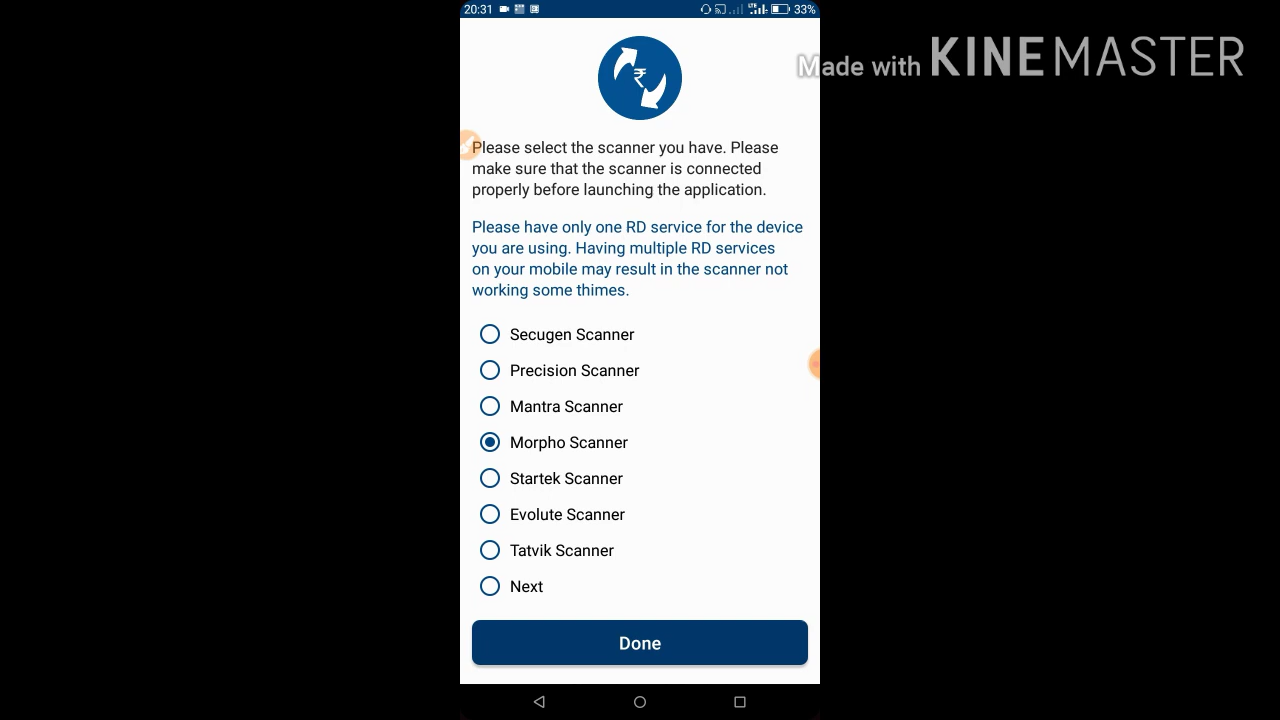 20:31
LTE
33%
Made with KINEMASTER
₹
Please select the scanner you have. Please
make sure that the scanner is connected
properly before launching the application.
Please have only one RD service for the device
you are using. Having multiple RD services
on your mobile may result in the scanner not
working some thimes.
Secugen Scanner
Precision Scanner
Mantra Scanner
Morpho Scanner
Startek Scanner
Evolute Scanner
Tatvik Scanner
Next
Done